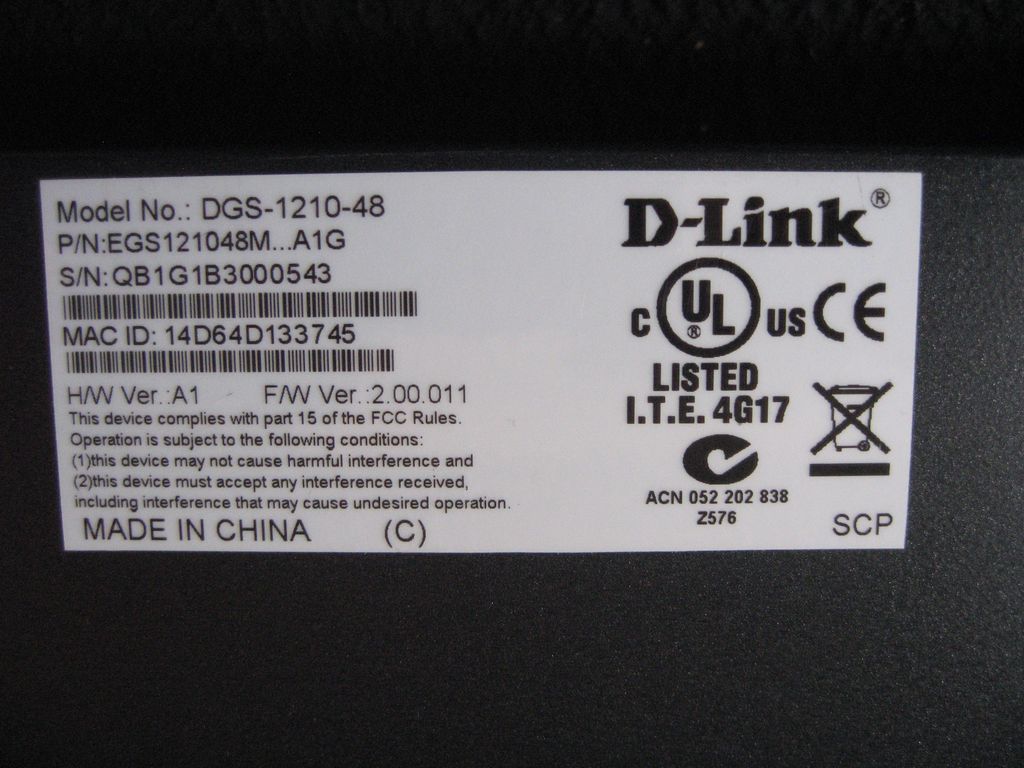 Model No.: DGS-1210-48
P/N:EGS121048M...A1G
S/N:QB1G1B3000543
MAC ID: 14D64D133745
H/W Ver.:A1 F/W Ver.:2.00.011
This device complies with part 15 of the FCC Rules.
Operation is subject to the following conditions:
(1)this device may not cause harmful interference and
(2)this device must accept any interference received,
including interference that may cause undesired operation.
MADE IN CHINA (C)
D-Link®
C UL® US CE
LISTED
I.T.E. 4G17
ACN 052 202 838
Z576
SCP